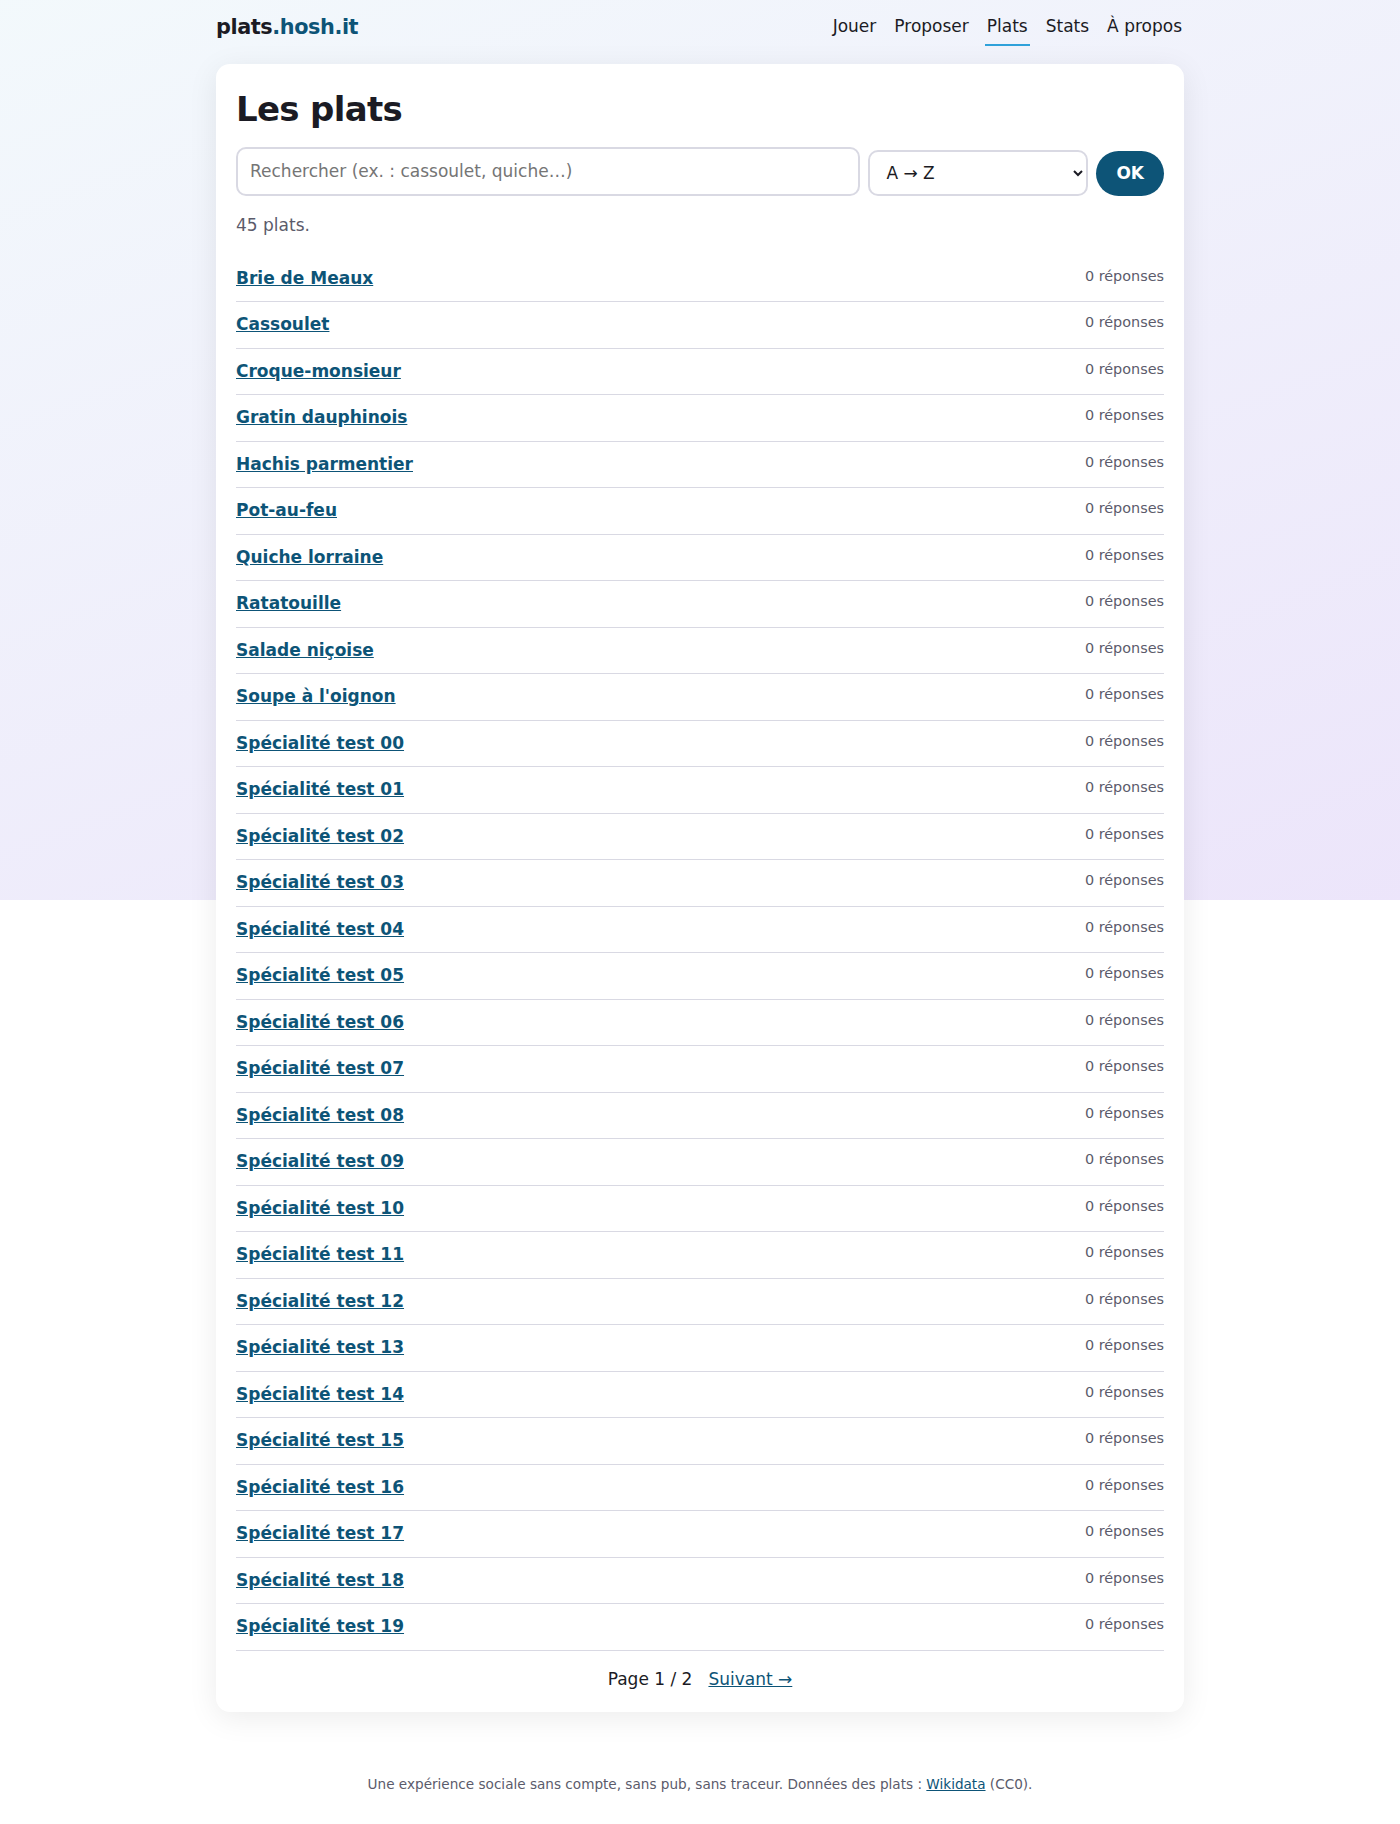 plats.hosh.it Jouer Proposer Plats Stats À propos
Les plats
Rechercher (ex. : cassoulet, quiche…) A → Z OK
45 plats.
Brie de Meaux 0 réponses
Cassoulet 0 réponses
Croque-monsieur 0 réponses
Gratin dauphinois 0 réponses
Hachis parmentier 0 réponses
Pot-au-feu 0 réponses
Quiche lorraine 0 réponses
Ratatouille 0 réponses
Salade niçoise 0 réponses
Soupe à l'oignon 0 réponses
Spécialité test 00 0 réponses
Spécialité test 01 0 réponses
Spécialité test 02 0 réponses
Spécialité test 03 0 réponses
Spécialité test 04 0 réponses
Spécialité test 05 0 réponses
Spécialité test 06 0 réponses
Spécialité test 07 0 réponses
Spécialité test 08 0 réponses
Spécialité test 09 0 réponses
Spécialité test 10 0 réponses
Spécialité test 11 0 réponses
Spécialité test 12 0 réponses
Spécialité test 13 0 réponses
Spécialité test 14 0 réponses
Spécialité test 15 0 réponses
Spécialité test 16 0 réponses
Spécialité test 17 0 réponses
Spécialité test 18 0 réponses
Spécialité test 19 0 réponses
Page 1 / 2 Suivant →
Une expérience sociale sans compte, sans pub, sans traceur. Données des plats : Wikidata (CC0).